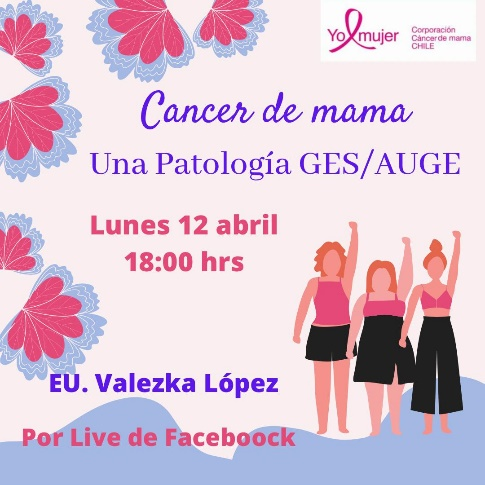 Yo mujer
Corporación
Cáncer de mama
CHILE
Cancer de mama
Una Patología GES/AUGE
Lunes 12 abril
18:00 hrs
EU. Valezka López
Por Live de Faceboock